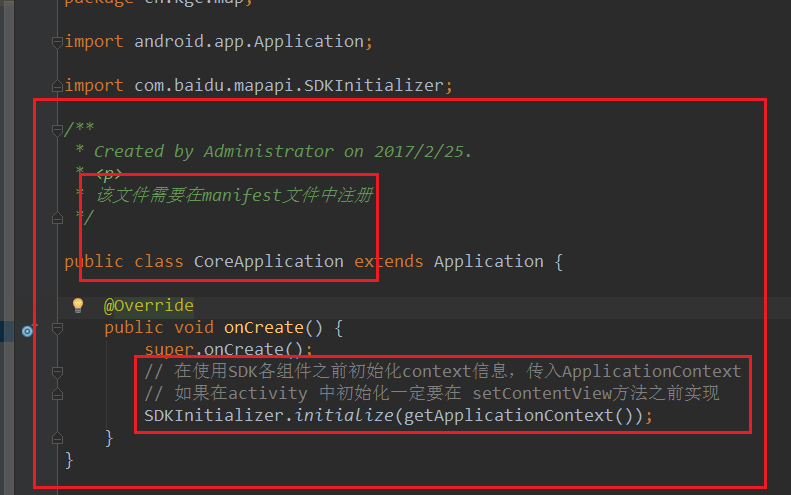 package cn.kgc.map;
import android.app.Application;
import com.baidu.mapapi.SDKInitializer;
/**
* Created by Administrator on 2017/2/25.
* <p>
* 该文件需要在manifest文件中注册
*/
public class CoreApplication extends Application {
@Override
public void onCreate() {
super.onCreate();
// 在使用SDK各组件之前初始化context信息，传入ApplicationContext
// 如果在activity 中初始化一定要在 setContentView方法之前实现
SDKInitializer.initialize(getApplicationContext());
}
}